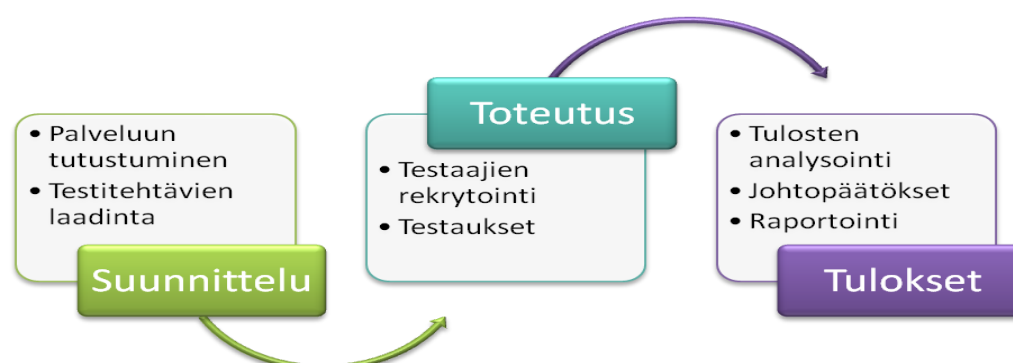 • Palveluun
tutustuminen
• Testitehtävien
laadinta
Suunnittelu
Toteutus
• Testaajien
rekrytointi
• Testaukset
• Tulosten
analysointi
• Johtopäätökset
• Raportointi
Tulokset